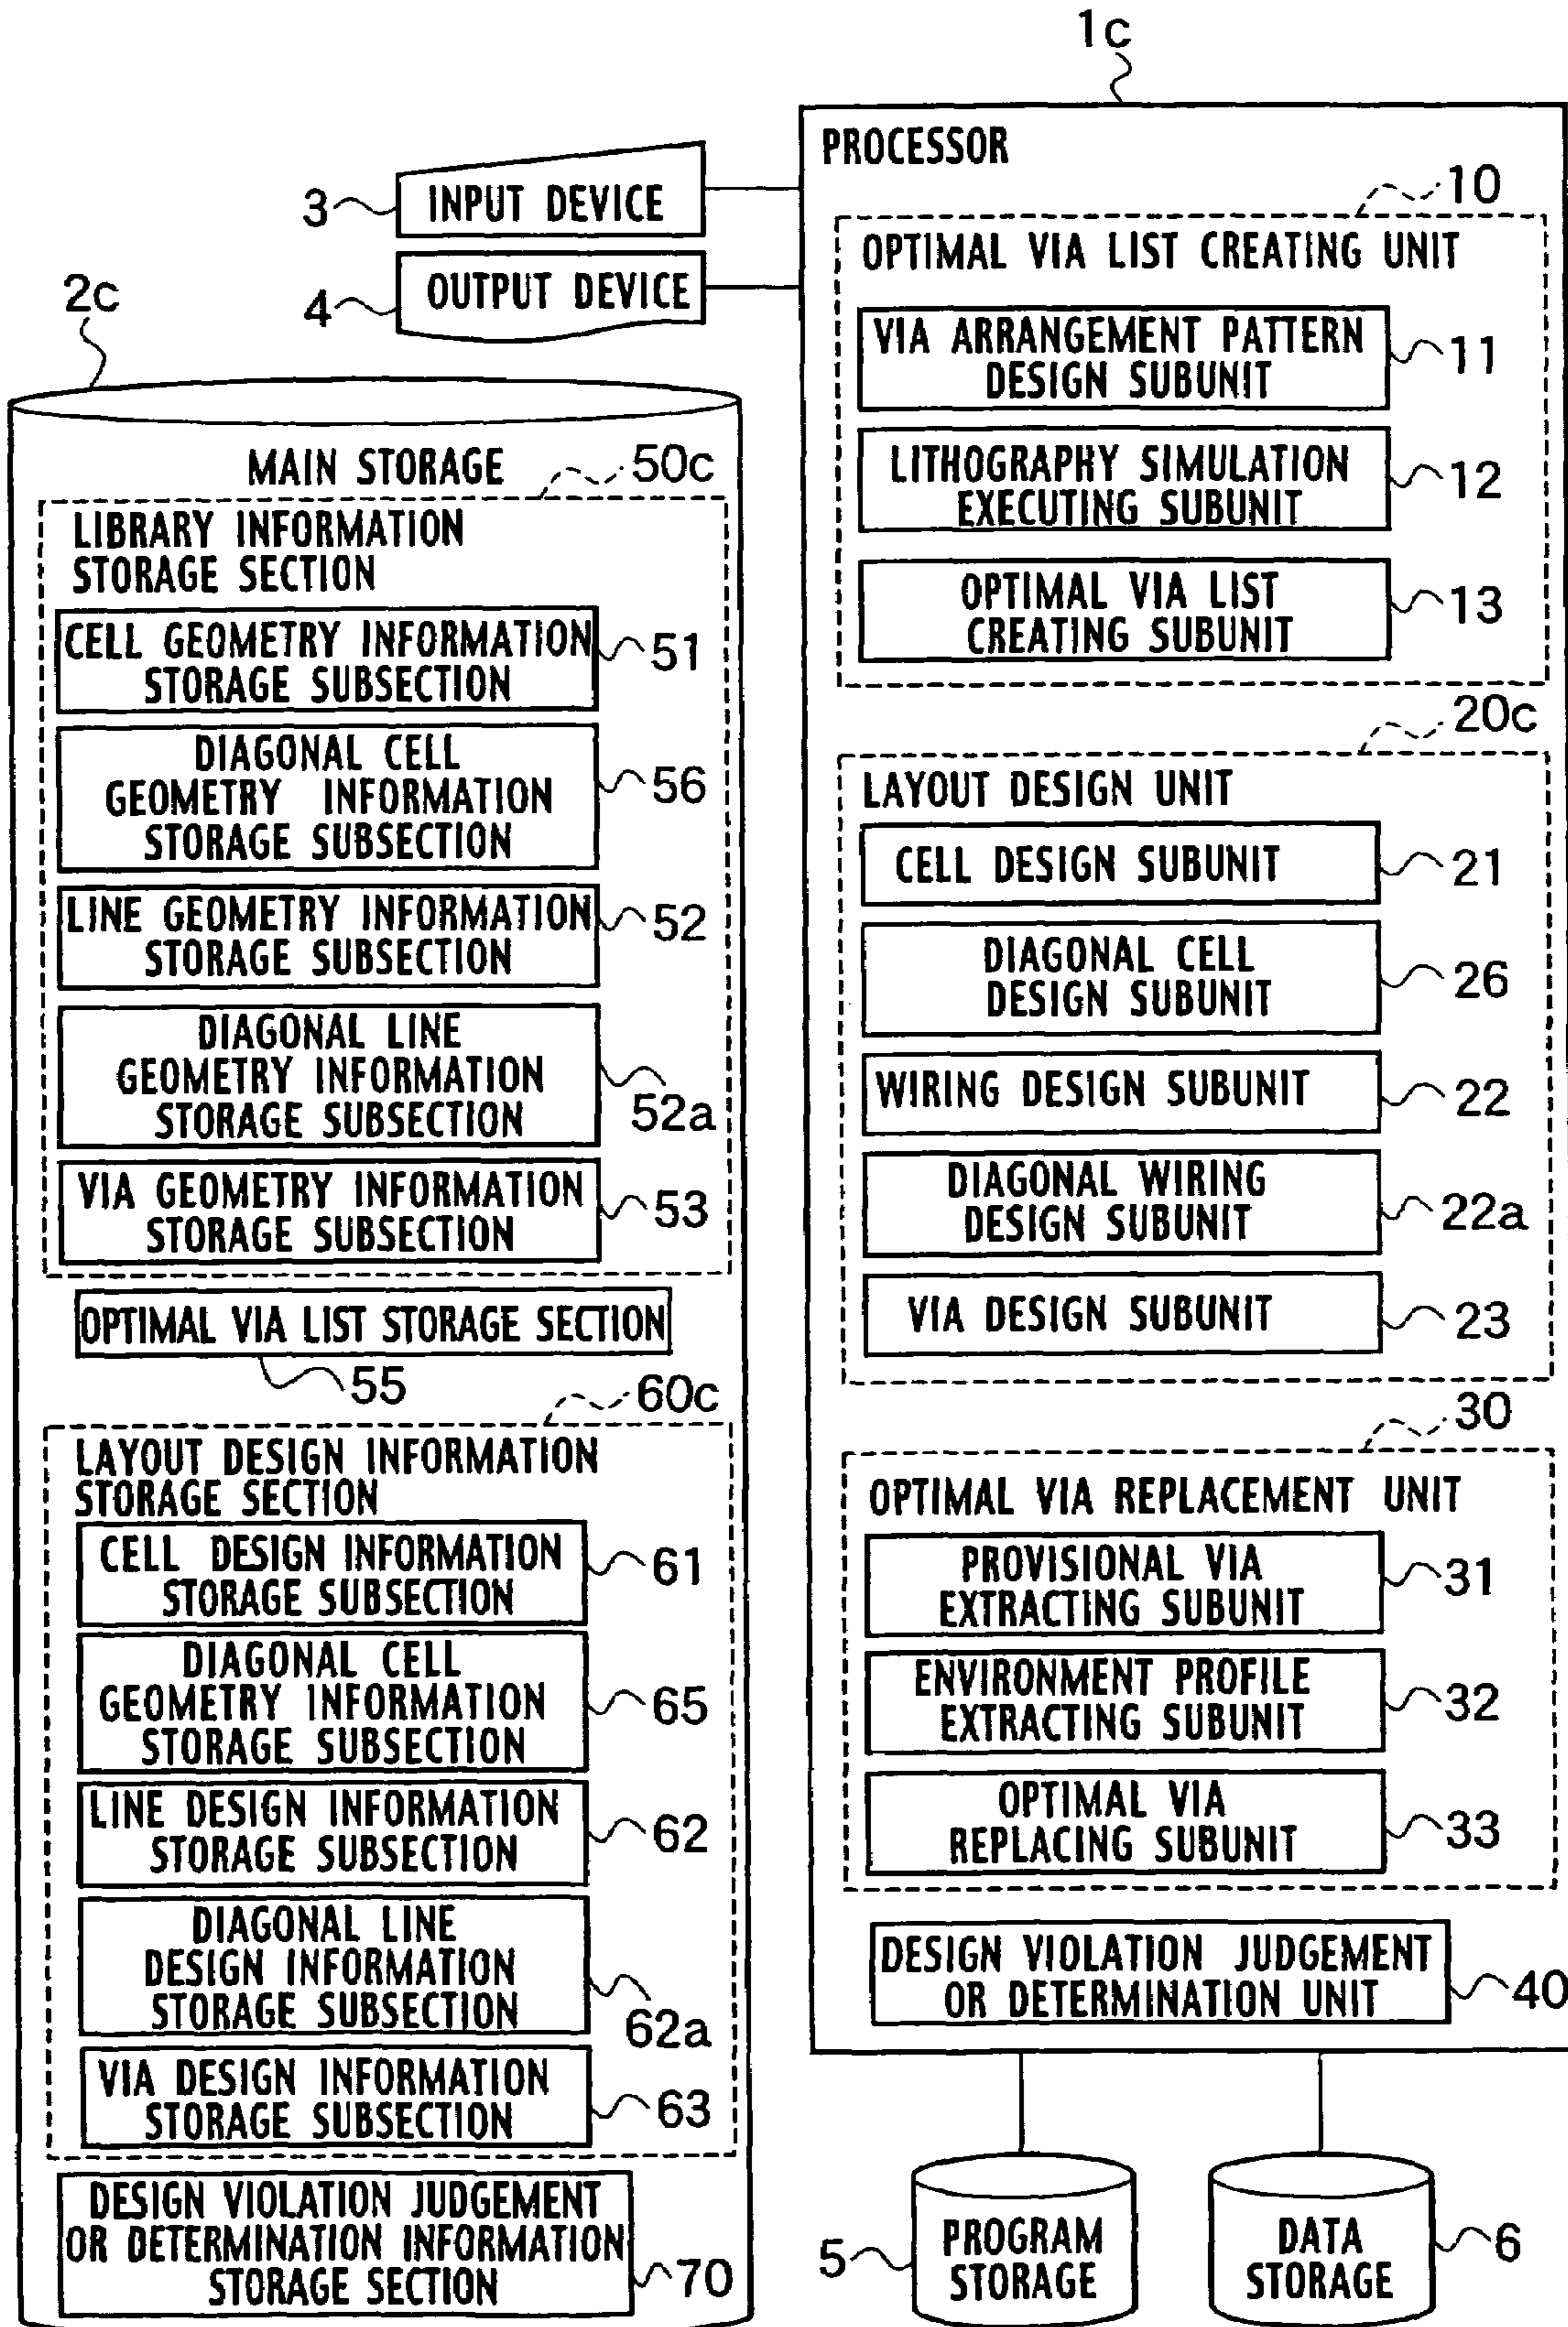 1c
PROCESSOR
3
INPUT DEVICE
4
OUTPUT DEVICE
10
OPTIMAL VIA LIST CREATING UNIT
VIA ARRANGEMENT PATTERN
DESIGN SUBUNIT
11
LITHOGRAPHY SIMULATION
EXECUTING SUBUNIT
12
OPTIMAL VIA LIST
CREATING SUBUNIT
13
20c
LAYOUT DESIGN UNIT
CELL DESIGN SUBUNIT
21
DIAGONAL CELL
DESIGN SUBUNIT
26
WIRING DESIGN SUBUNIT
22
DIAGONAL WIRING
DESIGN SUBUNIT
22a
VIA DESIGN SUBUNIT
23
30
OPTIMAL VIA REPLACEMENT UNIT
PROVISIONAL VIA
EXTRACTING SUBUNIT
31
ENVIRONMENT PROFILE
EXTRACTING SUBUNIT
32
OPTIMAL VIA
REPLACING SUBUNIT
33
DESIGN VIOLATION JUDGEMENT
OR DETERMINATION UNIT
40
5
PROGRAM
STORAGE
DATA
STORAGE
6
2c
MAIN STORAGE
50c
LIBRARY INFORMATION
STORAGE SECTION
CELL GEOMETRY INFORMATION
STORAGE SUBSECTION
51
DIAGONAL CELL
GEOMETRY INFORMATION
STORAGE SUBSECTION
56
LINE GEOMETRY INFORMATION
STORAGE SUBSECTION
52
DIAGONAL LINE
GEOMETRY INFORMATION
STORAGE SUBSECTION
52a
VIA GEOMETRY INFORMATION
STORAGE SUBSECTION
53
OPTIMAL VIA LIST STORAGE SECTION
55
60c
LAYOUT DESIGN INFORMATION
STORAGE SECTION
CELL DESIGN INFORMATION
STORAGE SUBSECTION
61
DIAGONAL CELL
GEOMETRY INFORMATION
STORAGE SUBSECTION
65
LINE DESIGN INFORMATION
STORAGE SUBSECTION
62
DIAGONAL LINE
DESIGN INFORMATION
STORAGE SUBSECTION
62a
VIA DESIGN INFORMATION
STORAGE SUBSECTION
63
DESIGN VIOLATION JUDGEMENT
OR DETERMINATION INFORMATION
STORAGE SECTION
70